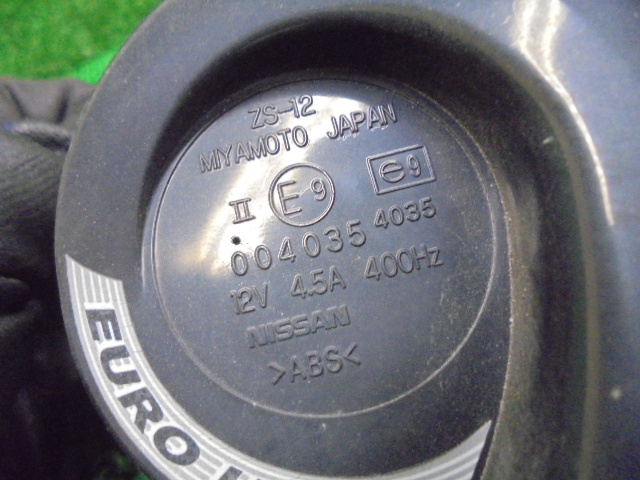 ZS-12
MIYAMOTO JAPAN
II E9 e9
004035 4035
12V 4.5A 400Hz
NISSAN
>ABS<
EURO